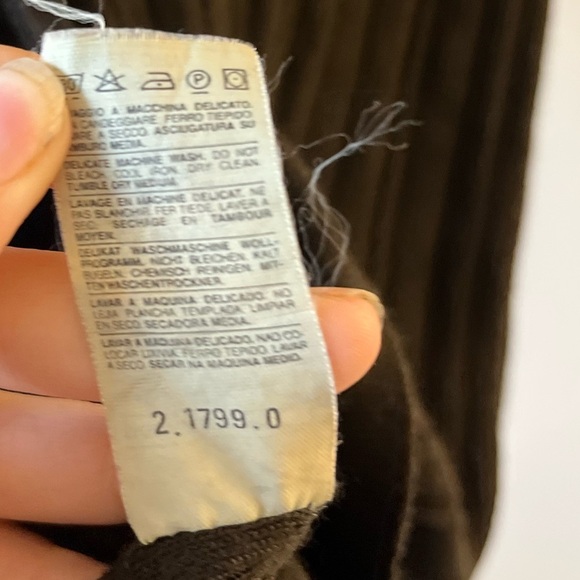 P
MACCHINA DELICATO.
CANDEGGIARE FERRO TIEPIDO
A SECCO. ASCIUGATURA SU
DELICATE MACHINE WASH. DO NOT
BLEACH. COOL IRON. DRY CLEAN.
TUMBLE DRY MEDIUM.
LAVAGE EN MACHINE DELICAT. NE
PAS BLANCHIR. FER TIEDE. LAVER A
SEC. SECHAGE EN TAMBOUR
MOYEN.
DELIKAT WASCHMASCHINE WOLL-
PROGRAMM. NICHT BLEICHEN. KALT
BUGELN. CHEMISCH REINIGEN. MIT-
TEN WASCHENTROCKNER.
LAVAR A MAQUINA. DELICADO. NO
LEJIA PLANCHA TEMPLADA. LIMPIAR
EN SECO. SECADORA MEDIA.
LAVAR A MAQUINA DELICADO. NAO CO-
LOCAR LIXIVIA. FERRO TEPIDO. LAVAR
A SECO SECAR NA MAQUINA MEDIO.
2.1799.0